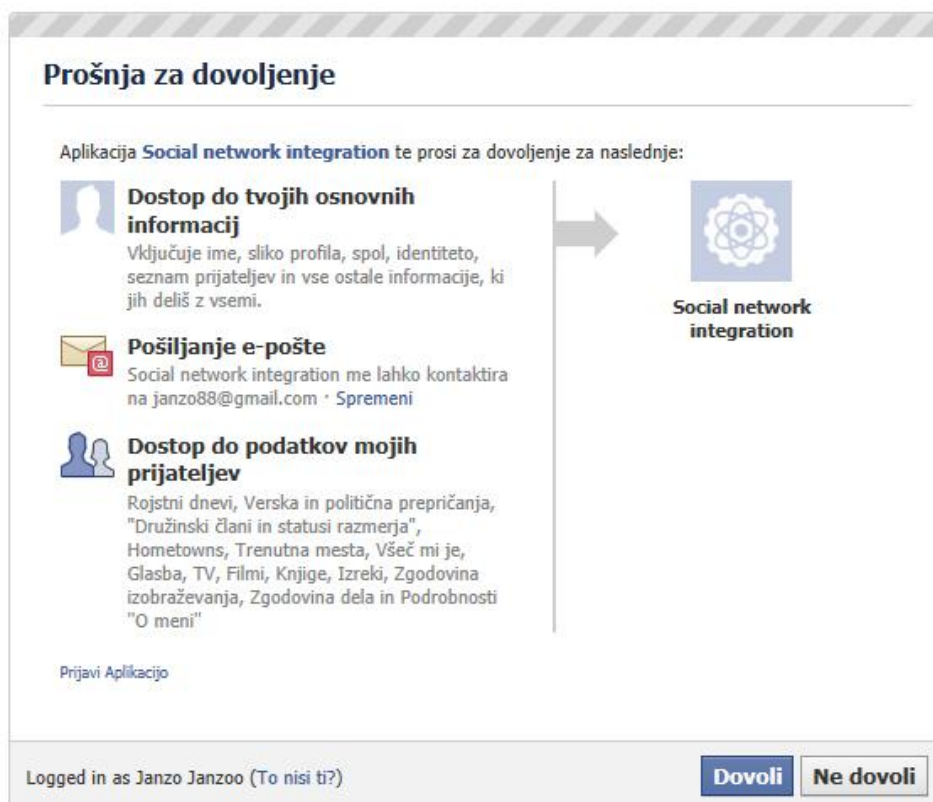 Prošnja za dovoljenje
Aplikacija Social network integration te prosi za dovoljenje za naslednje:
Dostop do tvojih osnovnih
informacij
Vključuje ime, sliko profila, spol, identiteto,
seznam prijateljev in vse ostale informacije, ki
jih deliš z vsemi.
Pošiljanje e-pošte
Social network integration me lahko kontaktira
na janzo88@gmail.com · Spremeni
Dostop do podatkov mojih
prijateljev
Rojstni dnevi, Verska in politična prepričanja,
"Družinski člani in statusi razmerja",
Hometowns, Trenutna mesta, Všeč mi je,
Glasba, TV, Filmi, Knjige, Izreki, Zgodovina
izobraževanja, Zgodovina dela in Podrobnosti
"O meni"
Social network
integration
Prijavi Aplikacijo
Logged in as Janzo Janzoo (To nisi ti?)
Dovoli
Ne dovoli